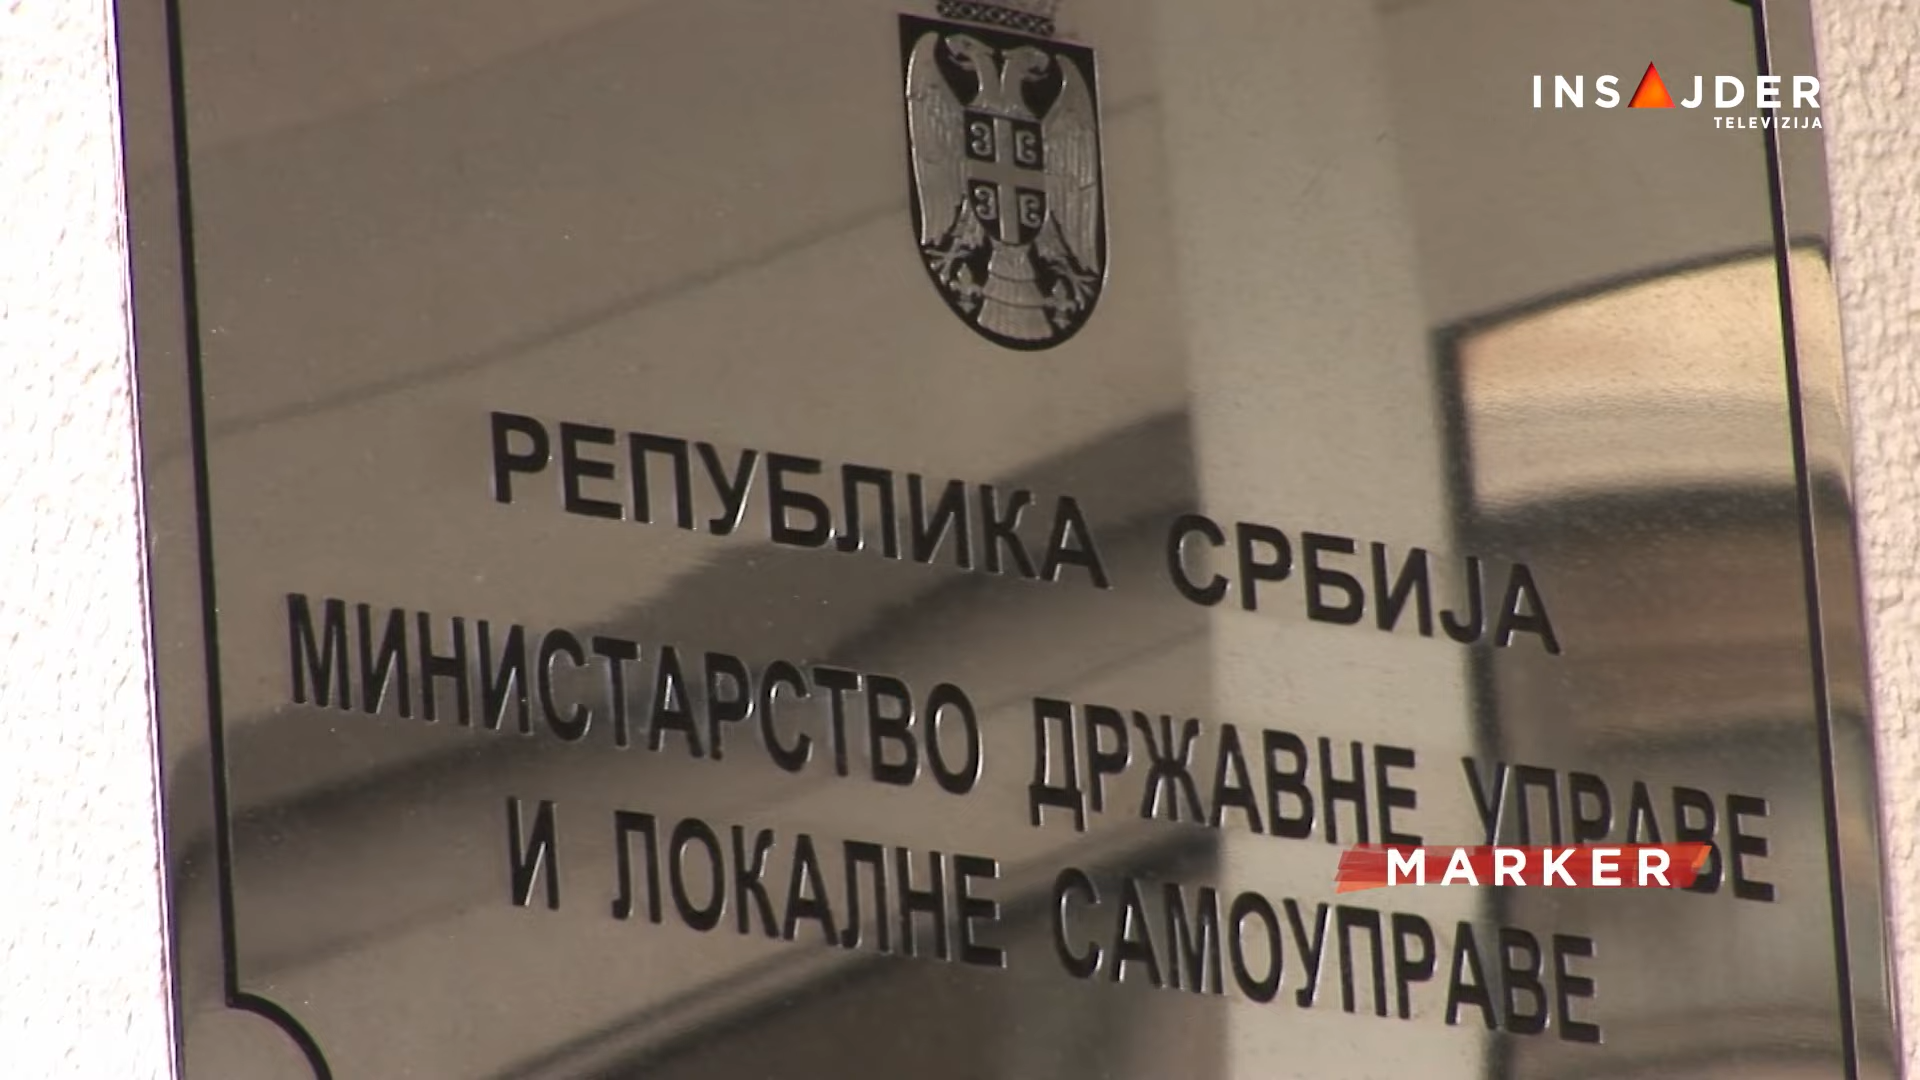 INSAJDER
TELEVIZIJA
РЕПУБЛИКА СРБИЈА
МИНИСТАРСТВО ДРЖАВНЕ УПРАВЕ
И ЛОКАЛНЕ САМОУПРАВЕ
MARKER